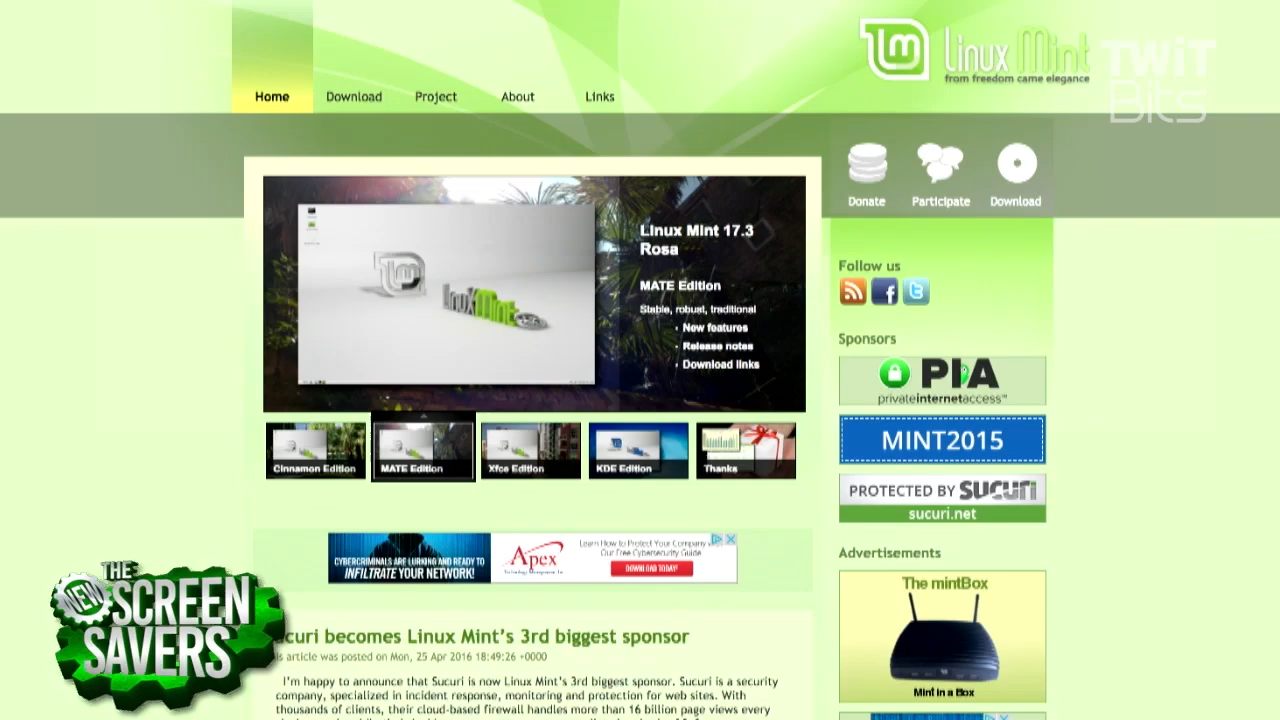 Linux Mint
from freedom came elegance
TWiT
Bits
Home Download Project About Links
Donate Participate Download
Linux Mint 17.3
Rosa
MATE Edition
Stable, robust, traditional
New features
Release notes
Download links
LinuxMint
Cinnamon Edition MATE Edition Xfce Edition KDE Edition Thanks
Follow us
Sponsors
PIA
privateinternetaccess™
MINT2015
PROTECTED BY SUCURI
sucuri.net
Advertisements
The mintBox
Mint in a Box
CYBERCRIMINALS ARE LURKING AND READY TO
INFILTRATE YOUR NETWORK!
Apex
Technology Management, Inc
Learn How to Protect Your Company
Our Free Cybersecurity Guide
DOWNLOAD TODAY!
THE
NEW
SCREEN
SAVERS
curi becomes Linux Mint's 3rd biggest sponsor
is article was posted on Mon, 25 Apr 2016 18:49:26 +0000
I'm happy to announce that Sucuri is now Linux Mint's 3rd biggest sponsor. Sucuri is a security
company, specialized in incident response, monitoring and protection for web sites. With
thousands of clients, their cloud-based firewall handles more than 16 billion page views every